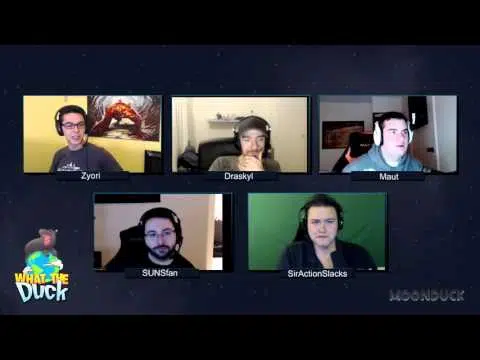 Zyori
Draskyl
Maut
SUNSfan
SirActionSlacks
WHAT THE
DUCK
MOONDUCK